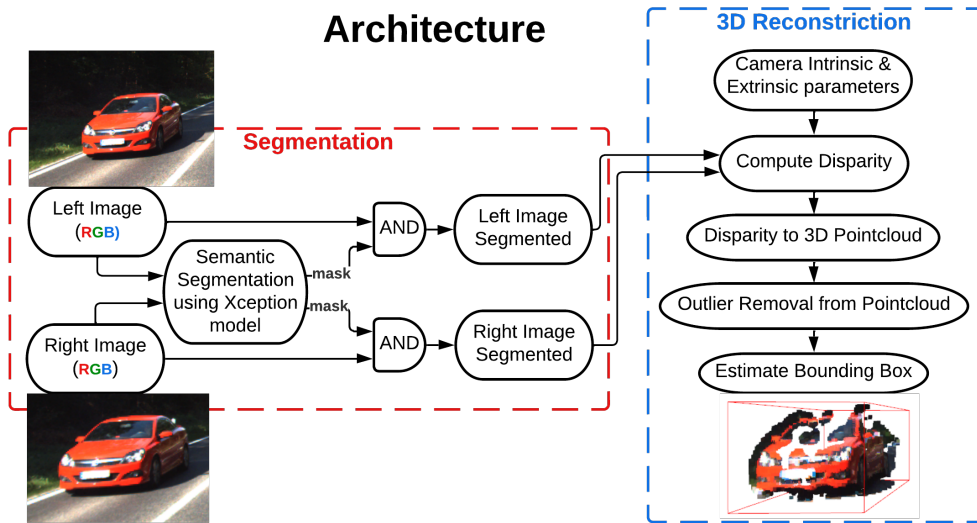 Architecture
Segmentation
Left Image
(RGB)
Semantic
Segmentation
using Xception
model
Right Image
(RGB)
mask
mask
AND
AND
Left Image
Segmented
Right Image
Segmented
3D Reconstriction
Camera Intrinsic &
Extrinsic parameters
Compute Disparity
Disparity to 3D Pointcloud
Outlier Removal from Pointcloud
Estimate Bounding Box